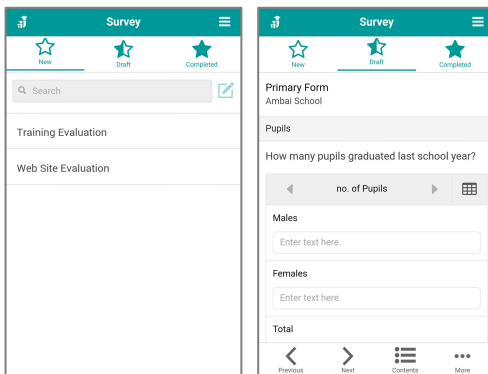 Survey
New
Draft
Completed
Search
Training Evaluation
Web Site Evaluation
Survey
New
Draft
Completed
Primary Form
Ambai School
Pupils
How many pupils graduated last school year?
no. of Pupils
Males
Enter text here.
Females
Enter text here.
Total
Previous
Next
Contents
More